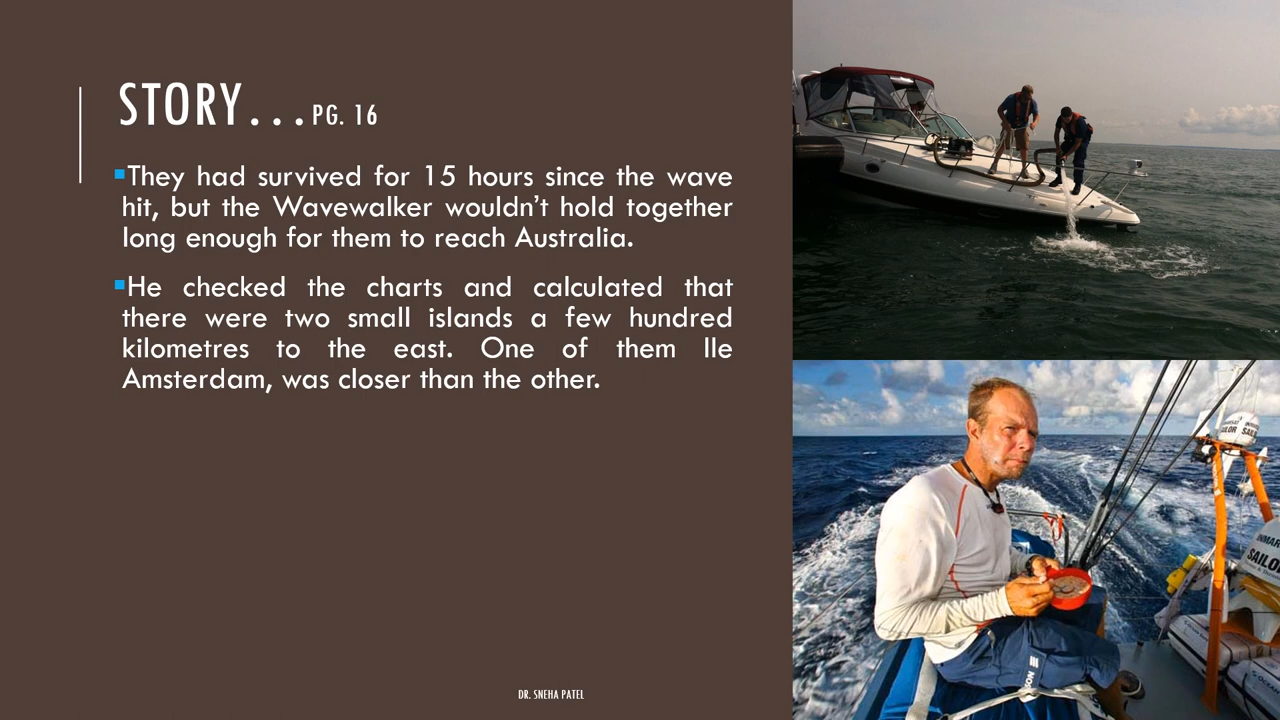 STORY...PG. 16
▪They had survived for 15 hours since the wave
hit, but the Wavewalker wouldn’t hold together
long enough for them to reach Australia.
▪He checked the charts and calculated that
there were two small islands a few hundred
kilometres to the east. One of them Ile
Amsterdam, was closer than the other.
SAILOR
INMAR
SAILO
DR. SNEHA PATEL